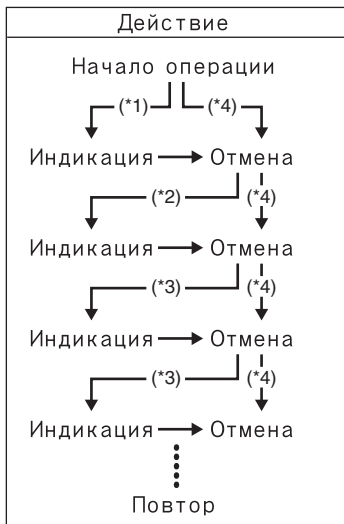 Действие
Начало операции
(*1) (*4)
Индикация Отмена
(*2) (*4)
Индикация Отмена
(*3) (*4)
Индикация Отмена
(*3) (*4)
Индикация Отмена
Повтор